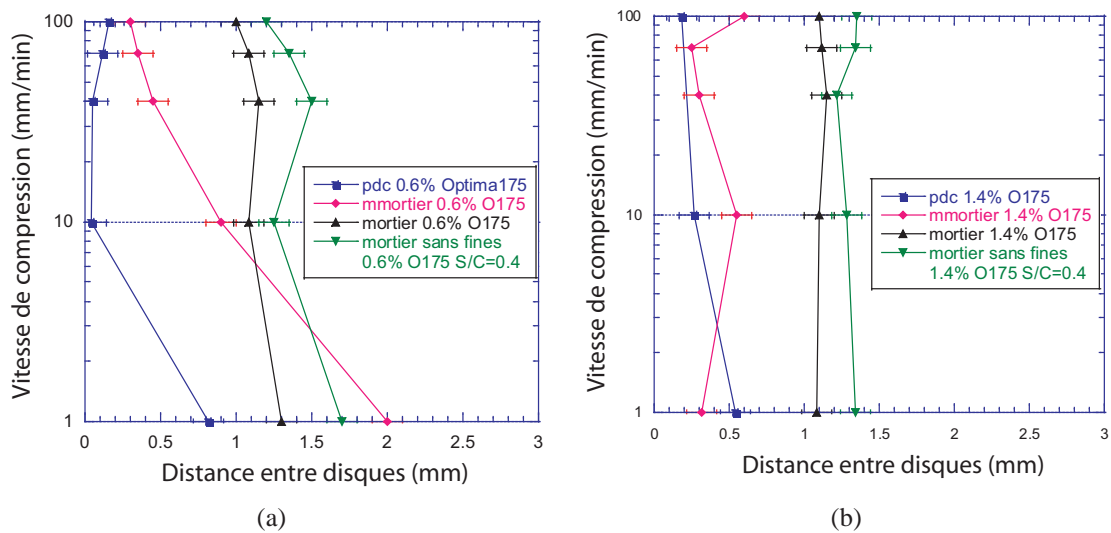 100
10
1
Vitesse de compression (mm/min)
pdc 0.6% Optima175
mmortier 0.6% O175
mortier 0.6% O175
mortier sans fines
0.6% O175 S/C=0.4
0 0.5 1 1.5 2 2.5 3
Distance entre disques (mm)
(a)
100
10
1
Vitesse de compression (mm/min)
pdc 1.4% O175
mmortier 1.4% O175
mortier 1.4% O175
mortier sans fines
1.4% O175 S/C=0.4
0 0.5 1 1.5 2 2.5 3
Distance entre disques (mm)
(b)